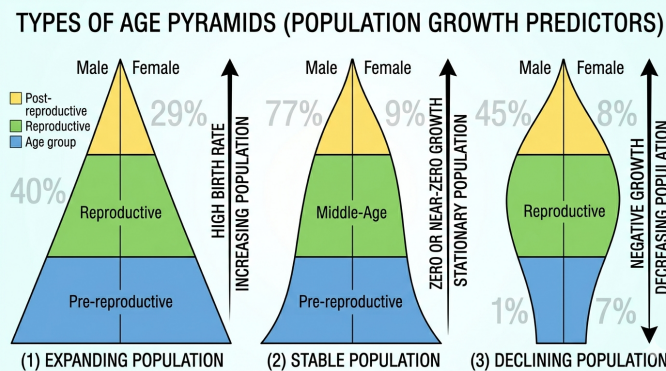 TYPES OF AGE PYRAMIDS (POPULATION GROWTH PREDICTORS)
Male Female
Post-
reproductive
Reproductive
Age group
29%
40%
Reproductive
Pre-reproductive
HIGH BIRTH RATE
INCREASING POPULATION
(1) EXPANDING POPULATION
Male Female
77%
9%
Middle-Age
Pre-reproductive
ZERO OR NEAR-ZERO GROWTH
STATIONARY POPULATION
(2) STABLE POPULATION
Male Female
45%
8%
Reproductive
1%
7%
NEGATIVE GROWTH
DECREASING POPULATION
(3) DECLINING POPULATION